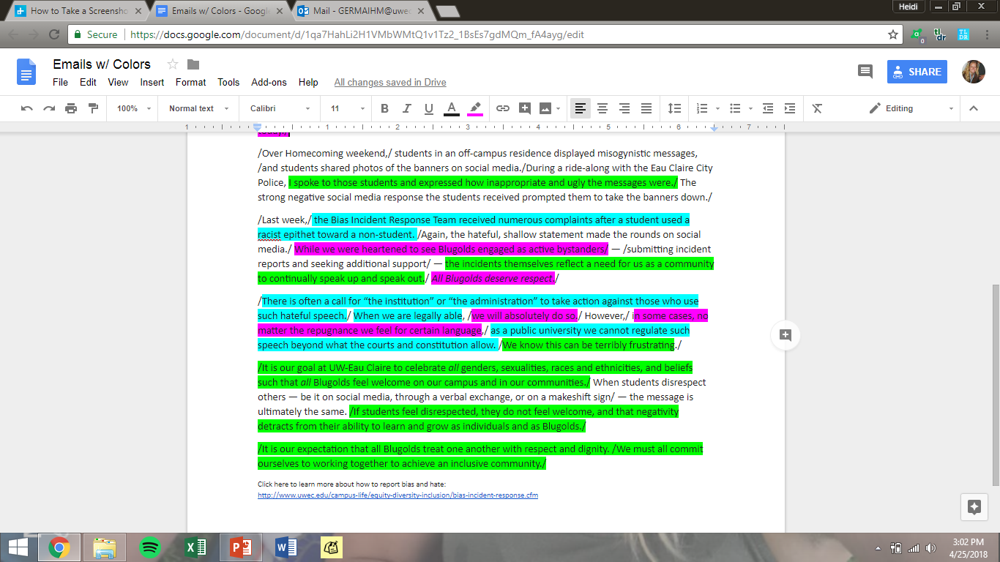 How to Take a Screensho
Emails w/ Colors - Googl
Mail - GERMAIHM@uwec
Heidi
Secure
https://docs.google.com/document/d/1qa7HahLi2H1VMbWMtQ1v1Tz2_1BsEs7gdMQm_fA4ayg/edit
Emails w/ Colors
File Edit View Insert Format Tools Add-ons Help All changes saved in Drive
SHARE
100% Normal text Calibri 11 B I U A Editing
1 1 2 3 4 5 6 7
/Over Homecoming weekend,/ students in an off-campus residence displayed misogynistic messages,
/and students shared photos of the banners on social media./During a ride-along with the Eau Claire City
Police, I spoke to those students and expressed how inappropriate and ugly the messages were./ The
strong negative social media response the students received prompted them to take the banners down./
/Last week,/ the Bias Incident Response Team received numerous complaints after a student used a
racist epithet toward a non-student. /Again, the hateful, shallow statement made the rounds on social
media./ While we were heartened to see Blugolds engaged as active bystanders/ — /submitting incident
reports and seeking additional support/ — the incidents themselves reflect a need for us as a community
to continually speak up and speak out./ All Blugolds deserve respect./
/There is often a call for “the institution” or “the administration” to take action against those who use
such hateful speech./ When we are legally able, /we will absolutely do so./ However,/ in some cases, no
matter the repugnance we feel for certain language,/ as a public university we cannot regulate such
speech beyond what the courts and constitution allow. /We know this can be terribly frustrating./
/It is our goal at UW-Eau Claire to celebrate all genders, sexualities, races and ethnicities, and beliefs
such that all Blugolds feel welcome on our campus and in our communities./ When students disrespect
others — be it on social media, through a verbal exchange, or on a makeshift sign/ — the message is
ultimately the same. /If students feel disrespected, they do not feel welcome, and that negativity
detracts from their ability to learn and grow as individuals and as Blugolds./
/It is our expectation that all Blugolds treat one another with respect and dignity. /We must all commit
ourselves to working together to achieve an inclusive community./
Click here to learn more about how to report bias and hate:
http://www.uwec.edu/campus-life/equity-diversity-inclusion/bias-incident-response.cfm
3:02 PM
4/25/2018